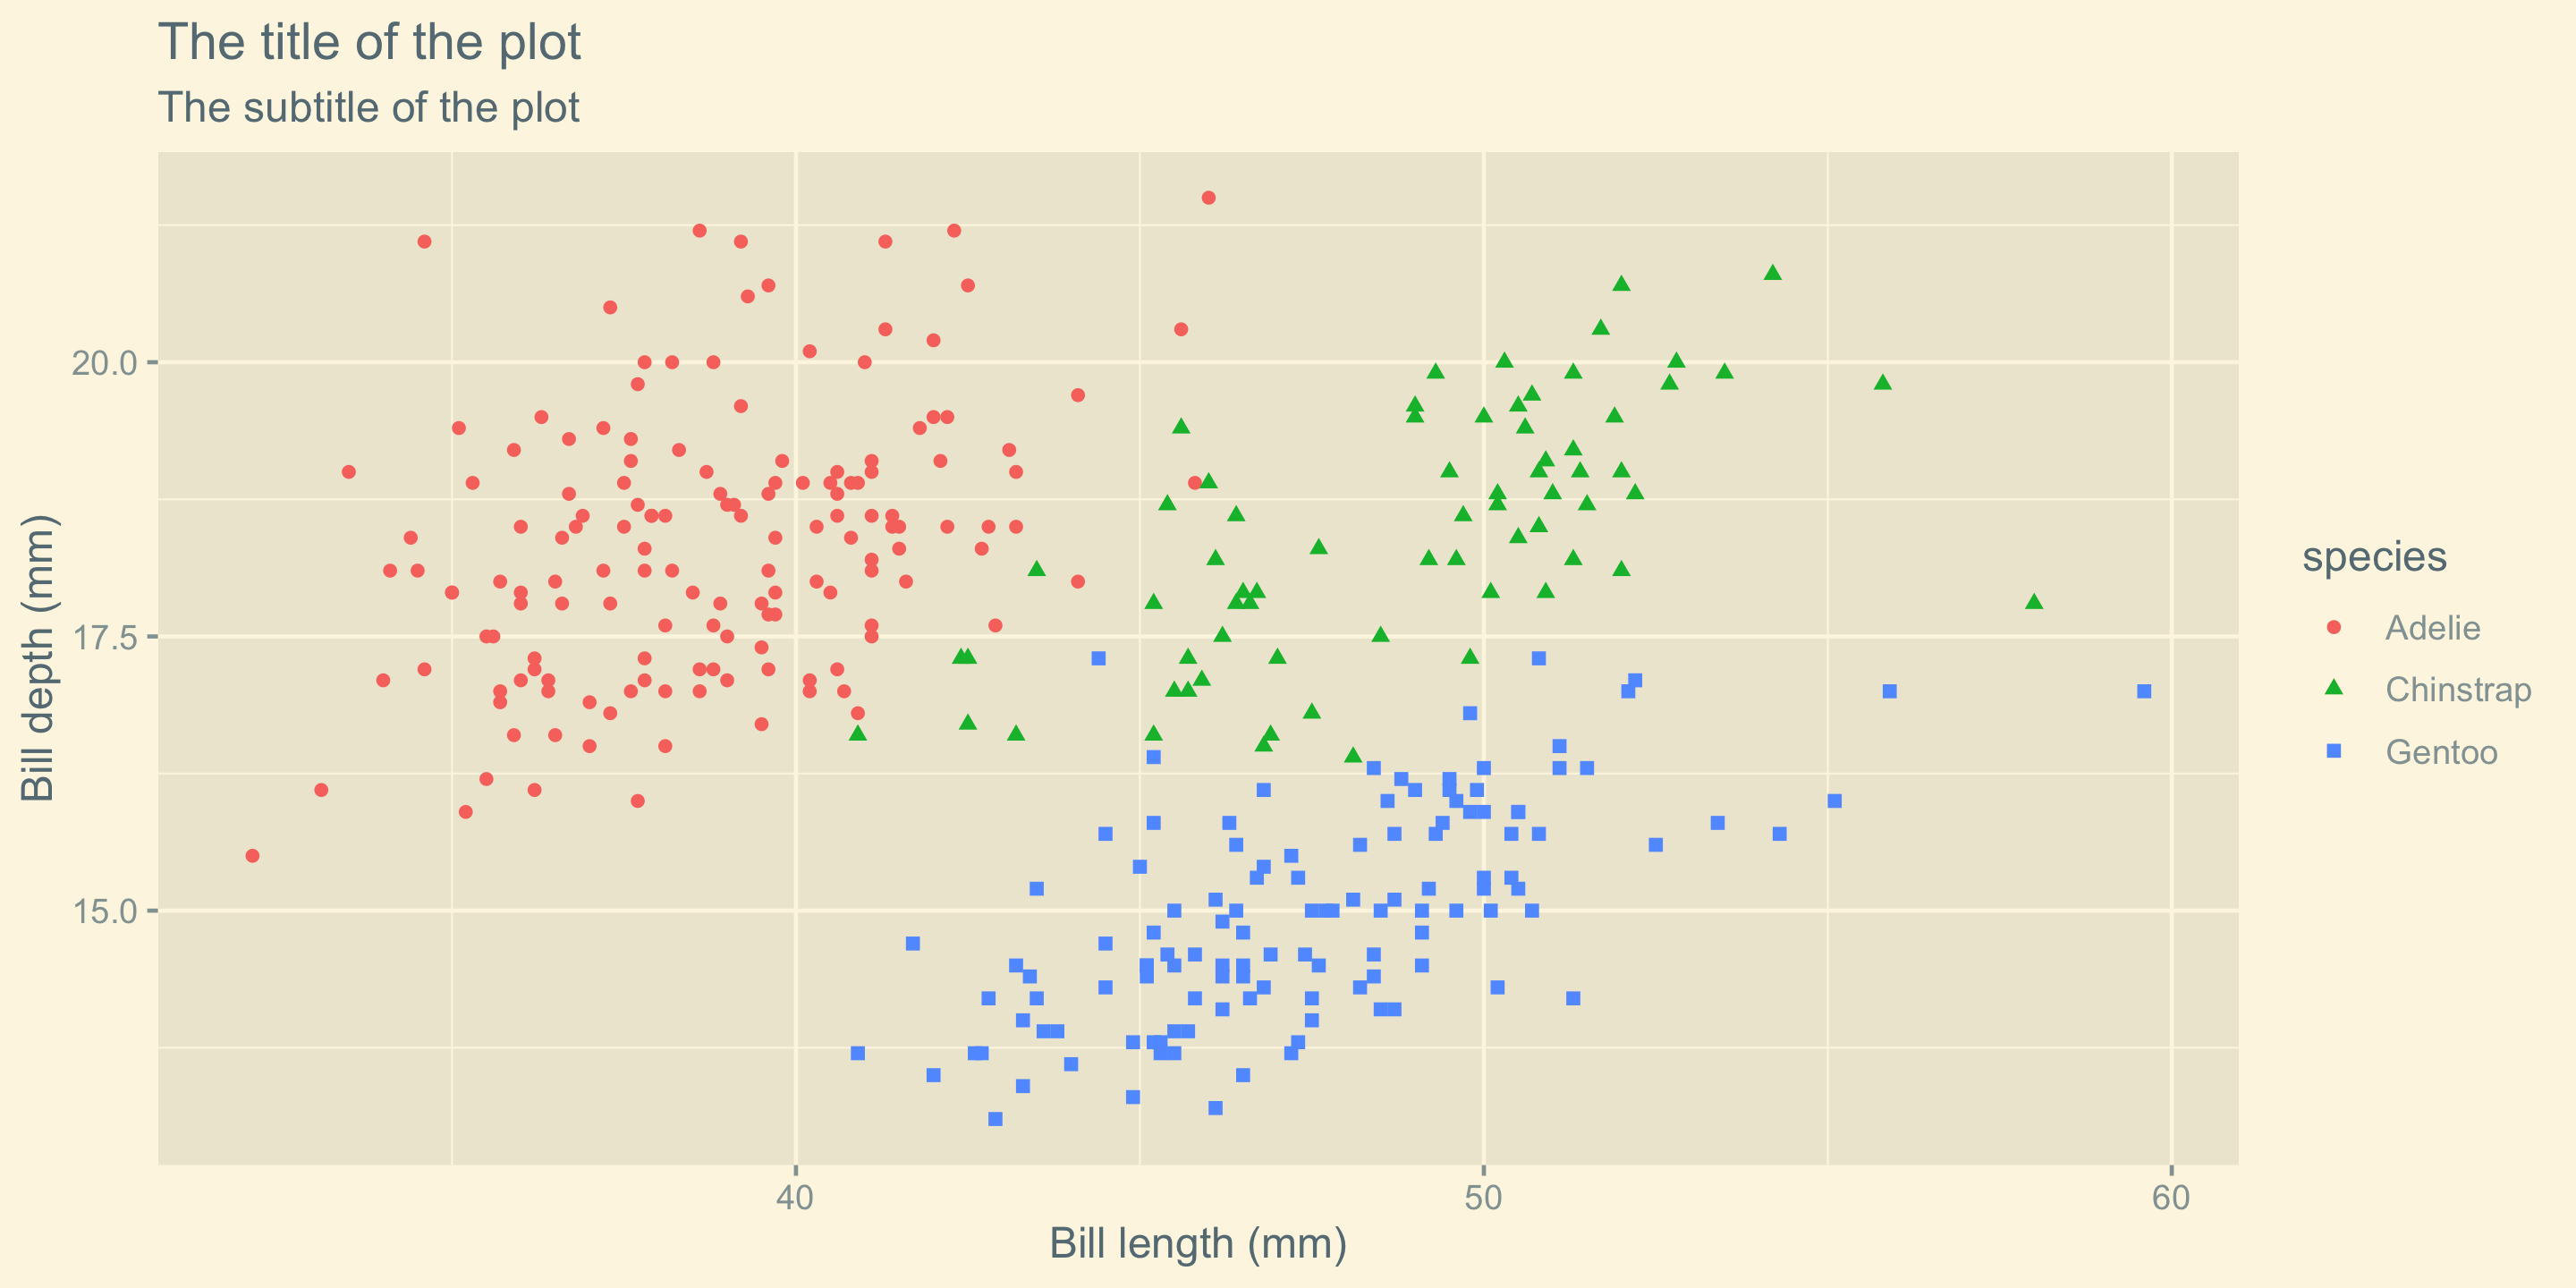 The title of the plot
The subtitle of the plot
Bill depth (mm)
20.0
17.5
15.0
40
50
60
Bill length (mm)
species
Adelie
Chinstrap
Gentoo